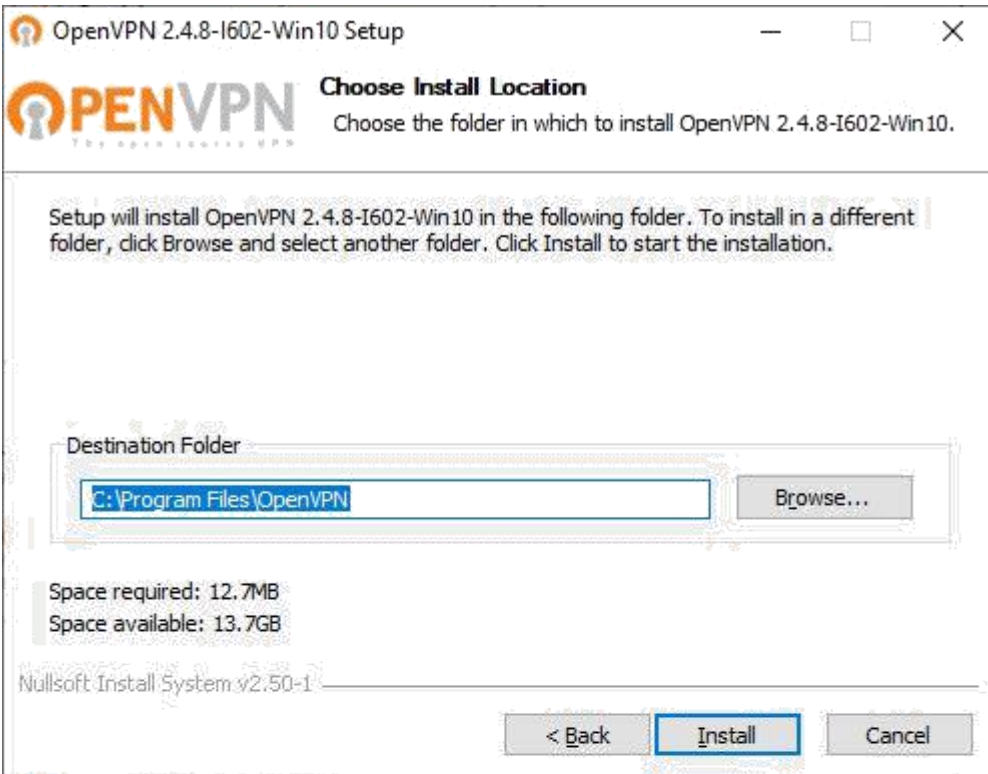 OpenVPN 2.4.8-I602-Win10 Setup
OPENVPN
The open source VPN
Choose Install Location
Choose the folder in which to install OpenVPN 2.4.8-I602-Win10.
Setup will install OpenVPN 2.4.8-I602-Win10 in the following folder. To install in a different
folder, click Browse and select another folder. Click Install to start the installation.
Destination Folder
C:\Program Files\OpenVPN
Browse...
Space required: 12.7MB
Space available: 13.7GB
Nullsoft Install System v2.50-1
< Back
Install
Cancel